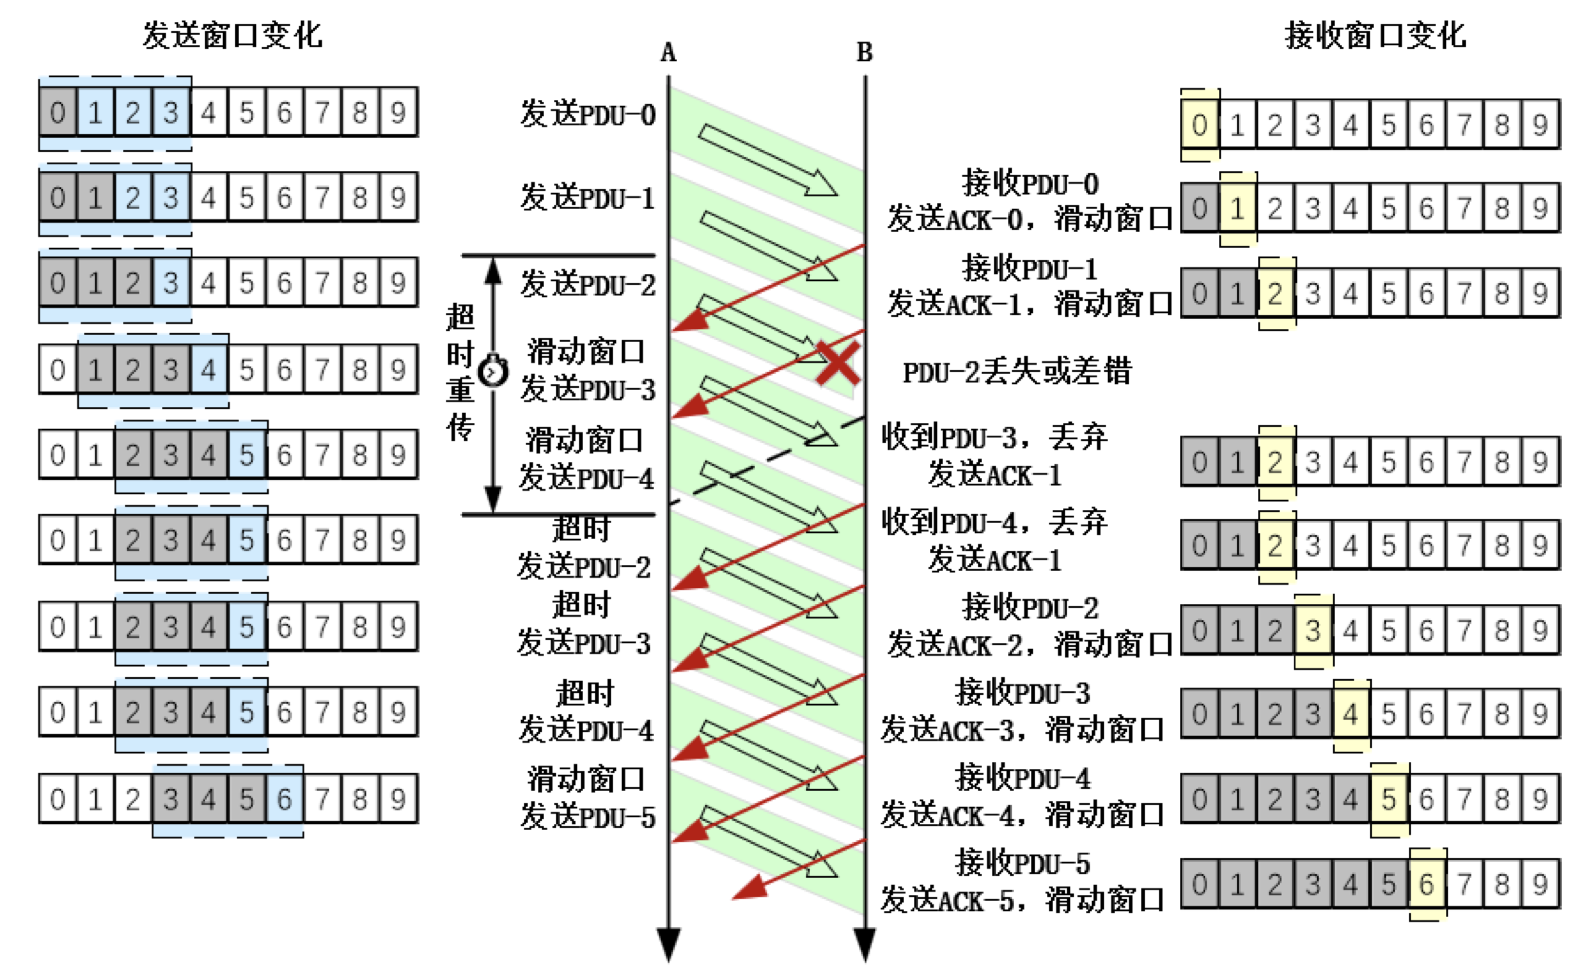 发送窗口变化
A
B
接收窗口变化
0 1 2 3 4 5 6 7 8 9
发送PDU-0
0 1 2 3 4 5 6 7 8 9
0 1 2 3 4 5 6 7 8 9
发送PDU-1
接收PDU-0
发送ACK-0，滑动窗口
0 1 2 3 4 5 6 7 8 9
0 1 2 3 4 5 6 7 8 9
发送PDU-2
接收PDU-1
发送ACK-1，滑动窗口
0 1 2 3 4 5 6 7 8 9
超时重传
0 1 2 3 4 5 6 7 8 9
滑动窗口
发送PDU-3
PDU-2丢失或差错
0 1 2 3 4 5 6 7 8 9
滑动窗口
发送PDU-4
收到PDU-3，丢弃
发送ACK-1
0 1 2 3 4 5 6 7 8 9
0 1 2 3 4 5 6 7 8 9
超时
发送PDU-2
收到PDU-4，丢弃
发送ACK-1
0 1 2 3 4 5 6 7 8 9
0 1 2 3 4 5 6 7 8 9
超时
发送PDU-3
接收PDU-2
发送ACK-2，滑动窗口
0 1 2 3 4 5 6 7 8 9
0 1 2 3 4 5 6 7 8 9
超时
发送PDU-4
接收PDU-3
发送ACK-3，滑动窗口
0 1 2 3 4 5 6 7 8 9
0 1 2 3 4 5 6 7 8 9
滑动窗口
发送PDU-5
接收PDU-4
发送ACK-4，滑动窗口
0 1 2 3 4 5 6 7 8 9
接收PDU-5
发送ACK-5，滑动窗口
0 1 2 3 4 5 6 7 8 9